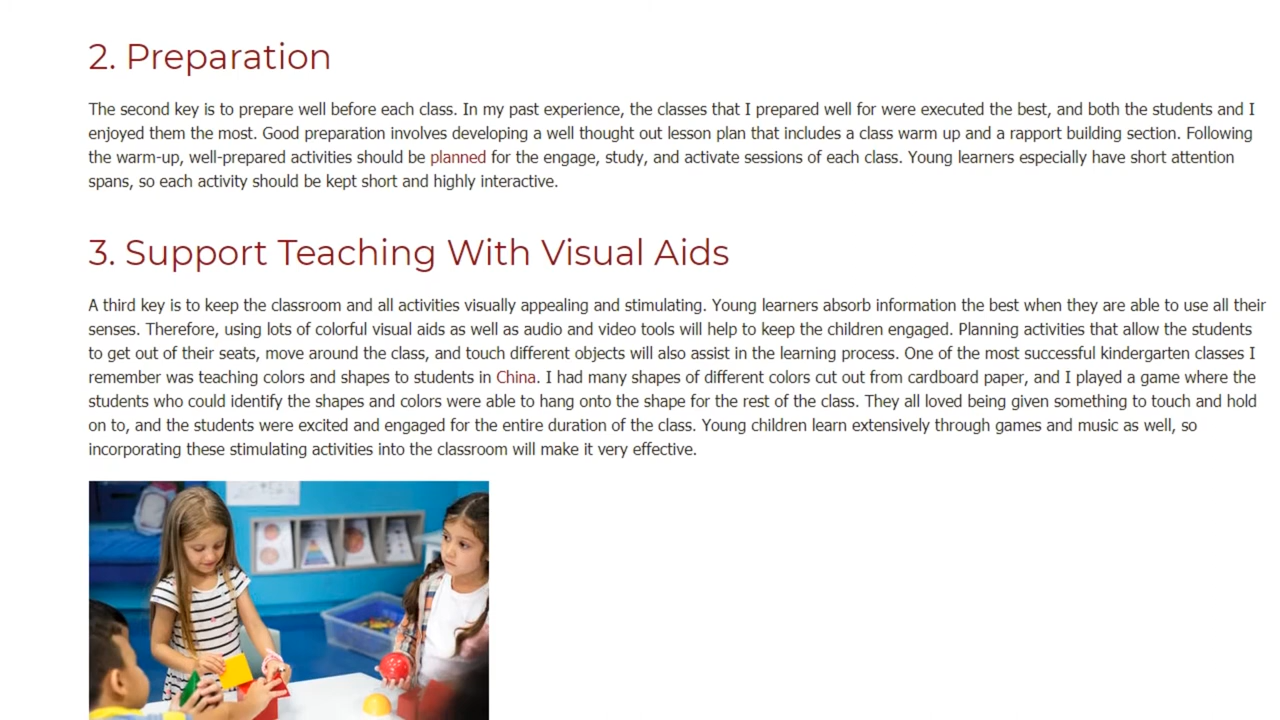 2. Preparation
The second key is to prepare well before each class. In my past experience, the classes that I prepared well for were executed the best, and both the students and I
enjoyed them the most. Good preparation involves developing a well thought out lesson plan that includes a class warm up and a rapport building section. Following
the warm-up, well-prepared activities should be planned for the engage, study, and activate sessions of each class. Young learners especially have short attention
spans, so each activity should be kept short and highly interactive.
3. Support Teaching With Visual Aids
A third key is to keep the classroom and all activities visually appealing and stimulating. Young learners absorb information the best when they are able to use all their
senses. Therefore, using lots of colorful visual aids as well as audio and video tools will help to keep the children engaged. Planning activities that allow the students
to get out of their seats, move around the class, and touch different objects will also assist in the learning process. One of the most successful kindergarten classes I
remember was teaching colors and shapes to students in China. I had many shapes of different colors cut out from cardboard paper, and I played a game where the
students who could identify the shapes and colors were able to hang onto the shape for the rest of the class. They all loved being given something to touch and hold
on to, and the students were excited and engaged for the entire duration of the class. Young children learn extensively through games and music as well, so
incorporating these stimulating activities into the classroom will make it very effective.